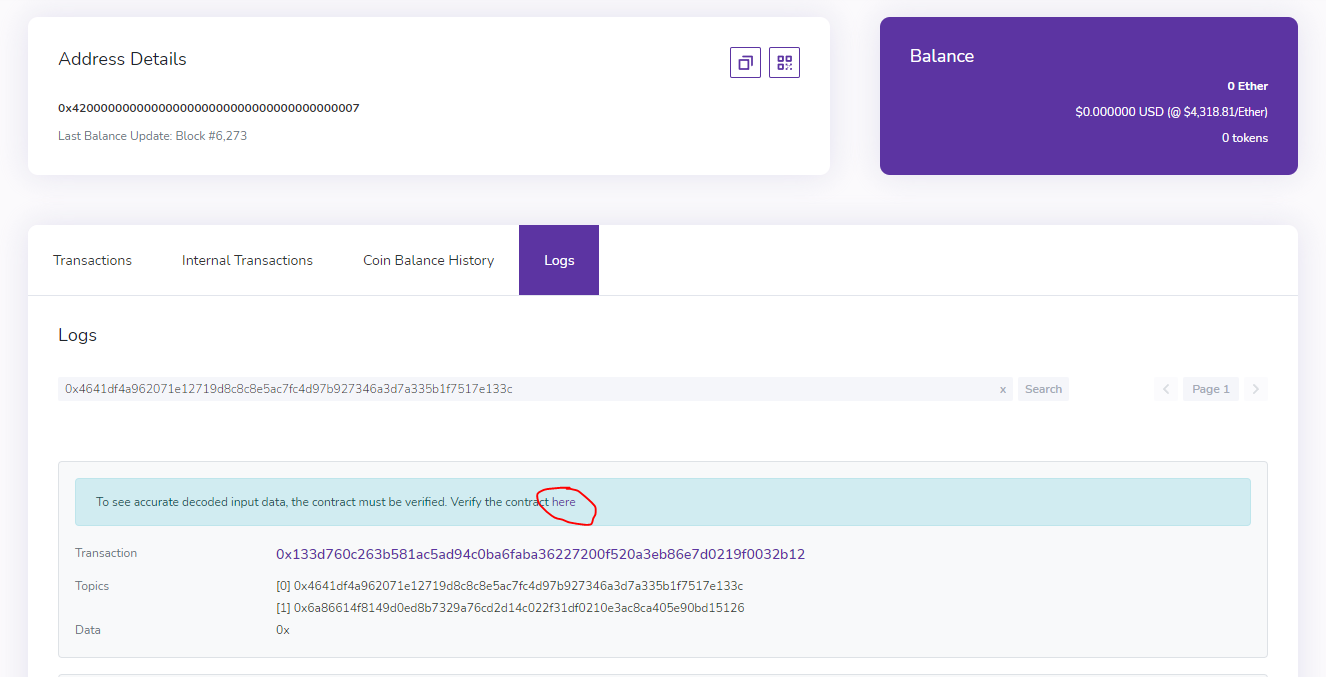 Address Details
0x4200000000000000000000000000000000000007
Last Balance Update: Block #6,273
Balance
0 Ether
$0.000000 USD (@ $4,318.81/Ether)
0 tokens
Transactions Internal Transactions Coin Balance History Logs
Logs
0x4641df4a962071e12719d8c8c8e5ac7fc4d97b927346a3d7a335b1f7517e133c x Search Page 1
To see accurate decoded input data, the contract must be verified. Verify the contract here
Transaction 0x133d760c263b581ac5ad94c0ba6faba36227200f520a3eb86e7d0219f0032b12
Topics [0] 0x4641df4a962071e12719d8c8c8e5ac7fc4d97b927346a3d7a335b1f7517e133c
[1] 0x6a86614f8149d0ed8b7329a76cd2d14c022f31df0210e3ac8ca405e90bd15126
Data 0x